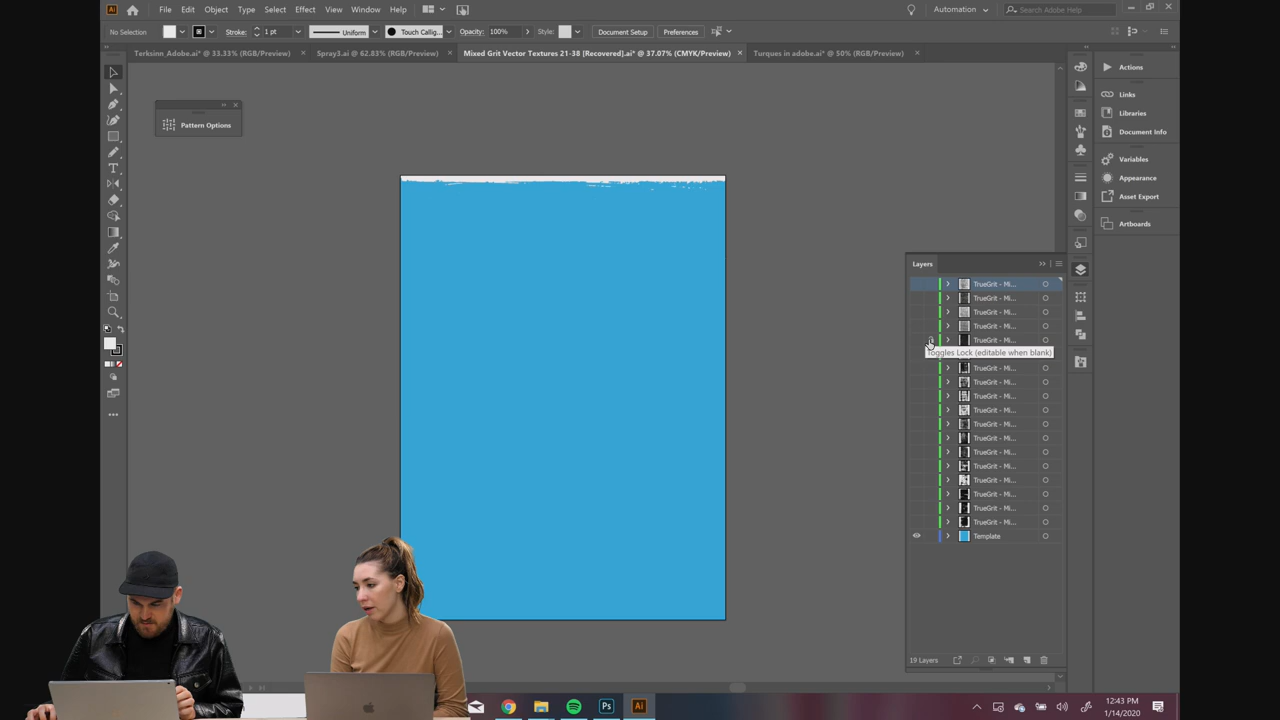 Ai File Edit Object Type Select Effect View Window Help Automation Search Adobe Help
No Selection Stroke: 1 pt Uniform Touch Callig... Opacity: 100% Style: Document Setup Preferences
Terksinn_Adobe.ai* @ 33.33% (RGB/Preview) Spray3.ai @ 62.83% (RGB/Preview) Mixed Grit Vector Textures 21-38 [Recovered].ai* @ 37.07% (CMYK/Preview) Turques in adobe.ai* @ 50% (RGB/Preview)
Actions
Links
Libraries
Document Info
Variables
Appearance
Asset Export
Artboards
Pattern Options
Layers
TrueGrit - Mi...
TrueGrit - Mi...
TrueGrit - Mi...
TrueGrit - Mi...
TrueGrit - Mi...
Toggles Lock (editable when blank)
TrueGrit - Mi...
TrueGrit - Mi...
TrueGrit - Mi...
TrueGrit - Mi...
TrueGrit - Mi...
TrueGrit - Mi...
TrueGrit - Mi...
TrueGrit - Mi...
TrueGrit - Mi...
TrueGrit - Mi...
TrueGrit - Mi...
TrueGrit - Mi...
Template
19 Layers
Ps Ai
12:43 PM
1/14/2020